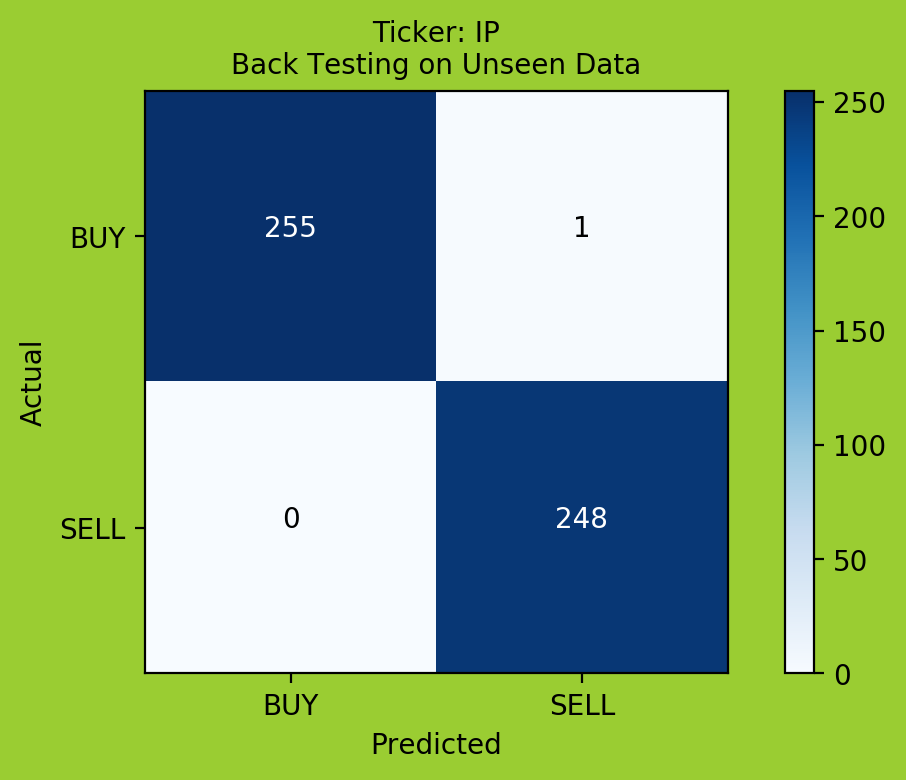 Ticker: IP
Back Testing on Unseen Data
250
255 1
200
BUY
150
Actual
100
0 248
SELL
50
0
BUY SELL
Predicted